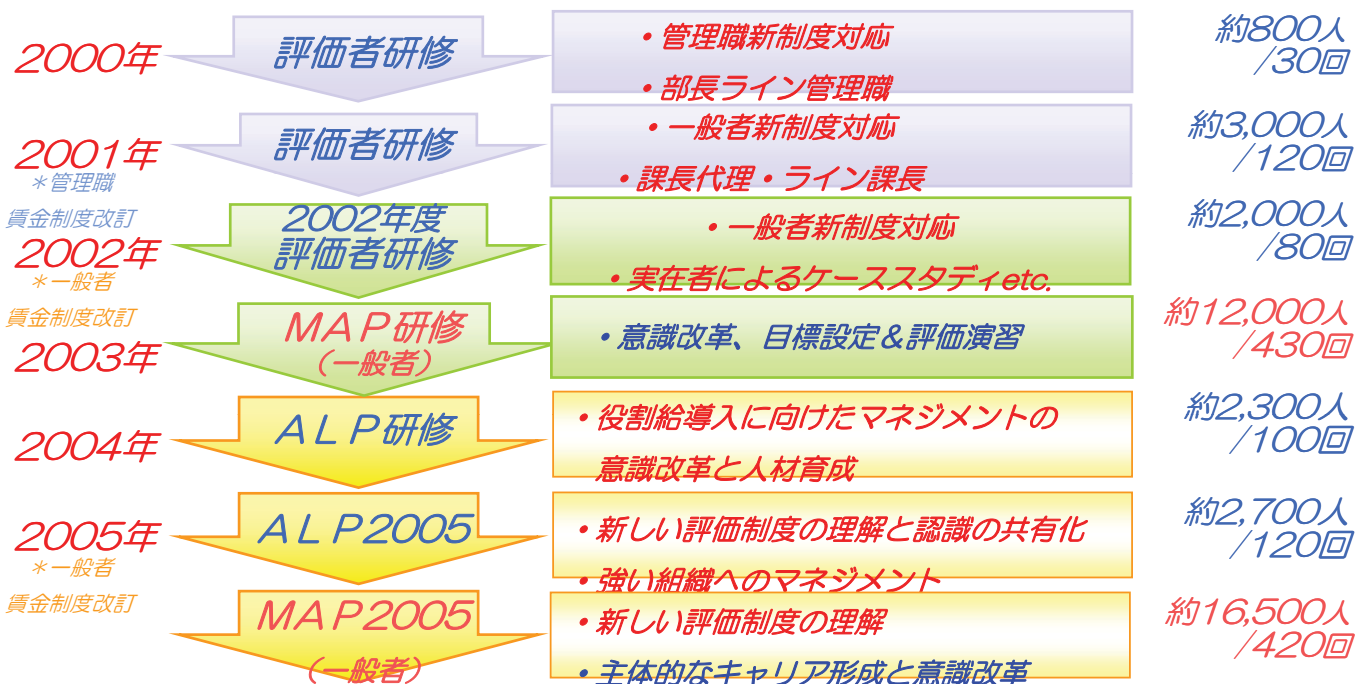 2000年
評価者研修
・管理職新制度対応
・部長ライン管理職
約800人
/30回
2001年
＊管理職
賃金制度改訂
評価者研修
・一般者新制度対応
・課長代理・ライン課長
約3,000人
/120回
2002年
＊一般者
賃金制度改訂
2002年度
評価者研修
・一般者新制度対応
・実在者によるケーススタディetc.
約2,000人
/80回
2003年
ＭＡＰ研修
（一般者）
・意識改革、目標設定＆評価演習
約12,000人
/430回
2004年
ＡＬＰ研修
・役割給導入に向けたマネジメントの
意識改革と人材育成
約2,300人
/100回
2005年
＊一般者
賃金制度改訂
ＡＬＰ2005
・新しい評価制度の理解と認識の共有化
・強い組織へのマネジメント
約2,700人
/120回
ＭＡＰ2005
（一般者）
・新しい評価制度の理解
・主体的なキャリア形成と意識改革
約16,500人
/420回